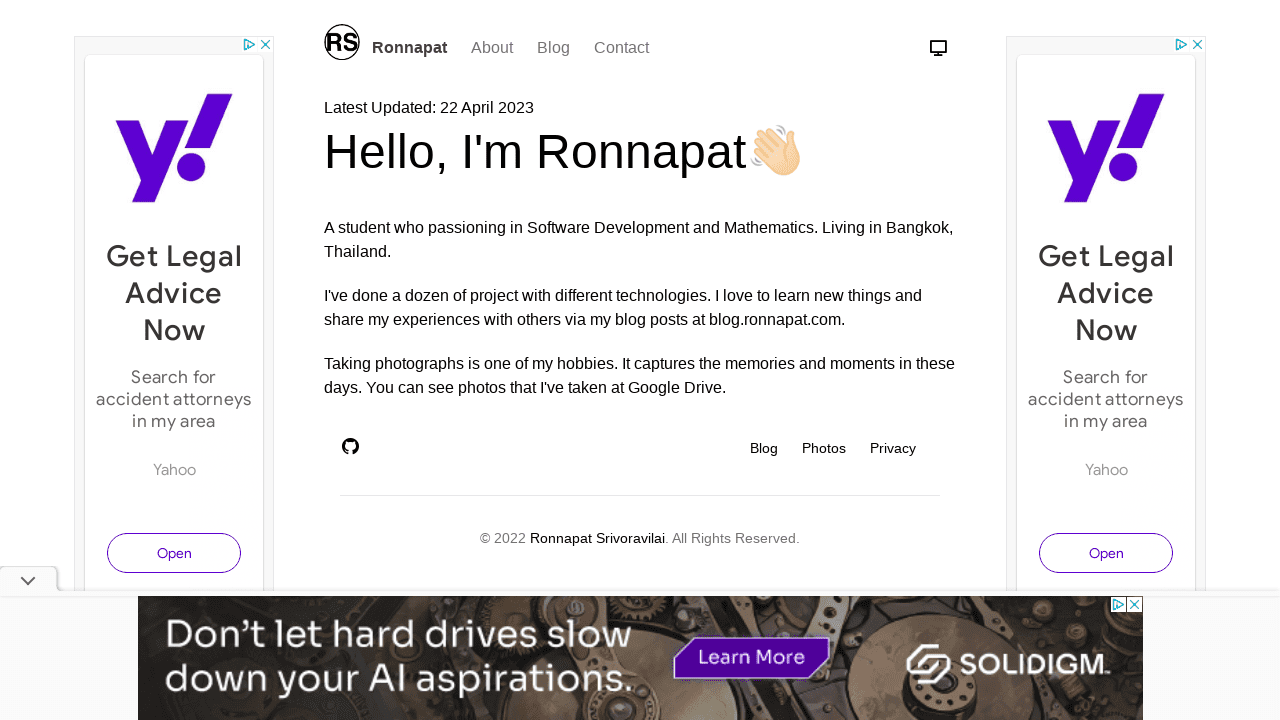 RS
Ronnapat About Blog Contact
Latest Updated: 22 April 2023
Hello, I'm Ronnapat👋🏻
A student who passioning in Software Development and Mathematics. Living in Bangkok,
Thailand.
I've done a dozen of project with different technologies. I love to learn new things and
share my experiences with others via my blog posts at blog.ronnapat.com.
Taking photographs is one of my hobbies. It captures the memories and moments in these
days. You can see photos that I've taken at Google Drive.
Blog Photos Privacy
© 2022 Ronnapat Srivoravilai. All Rights Reserved.
y!
Get Legal
Advice
Now
Search for
accident attorneys
in my area
Yahoo
Open
y!
Get Legal
Advice
Now
Search for
accident attorneys
in my area
Yahoo
Open
Don't let hard drives slow
down your AI aspirations.
Learn More
SOLIDIGM